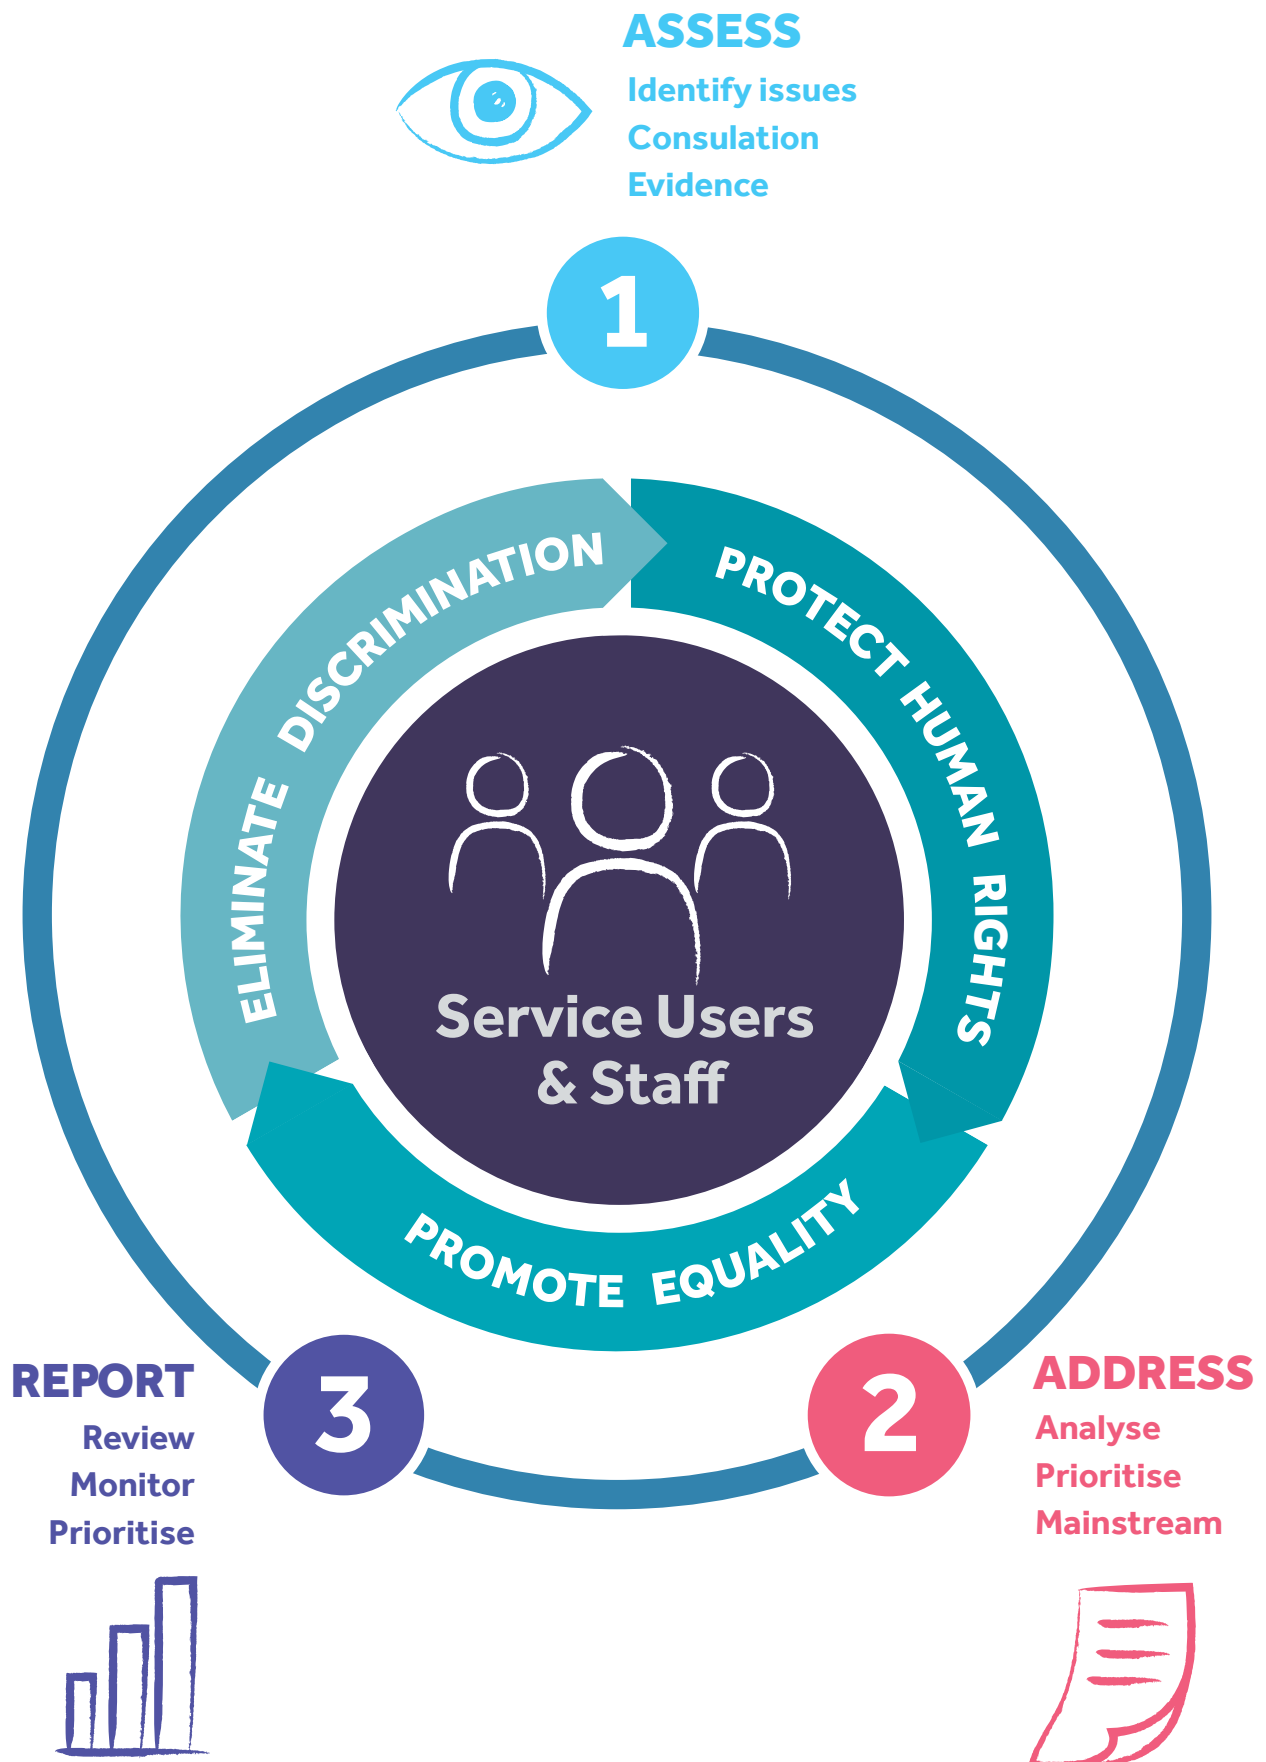 ASSESS
Identify issues
Consulation
Evidence
1
ELIMINATE DISCRIMINATION
PROTECT HUMAN RIGHTS
Service Users
& Staff
PROMOTE EQUALITY
REPORT
Review
Monitor
Prioritise
3
2
ADDRESS
Analyse
Prioritise
Mainstream